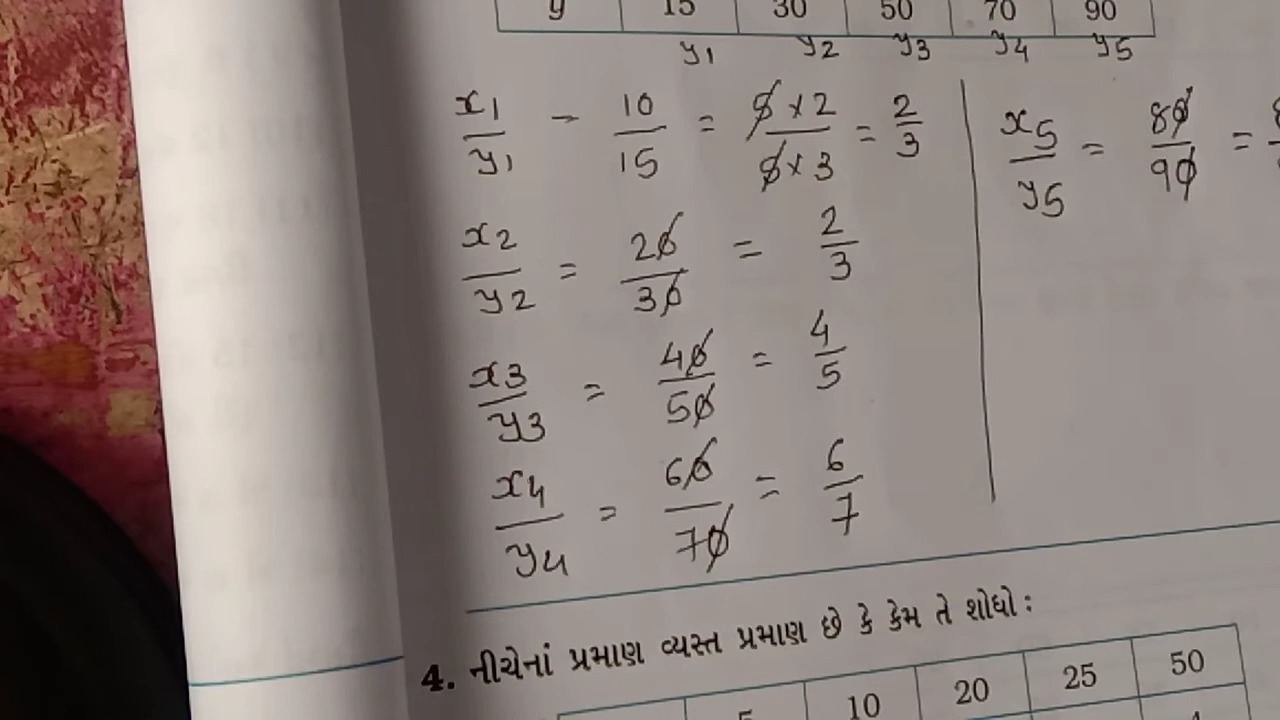 y 15 30 50 70 90
y1 y2 y3 y4 y5
x1/y1 = 10/15 = 5×2/5×3 = 2/3
x5/y5 = 80/90 =
x2/y2 = 20/30 = 2/3
x3/y3 = 40/50 = 4/5
x4/y4 = 60/70 = 6/7
4. નીચેનાં પ્રમાણ વ્યસ્ત પ્રમાણ છે કે કેમ તે શોધો :
5 10 20 25 50